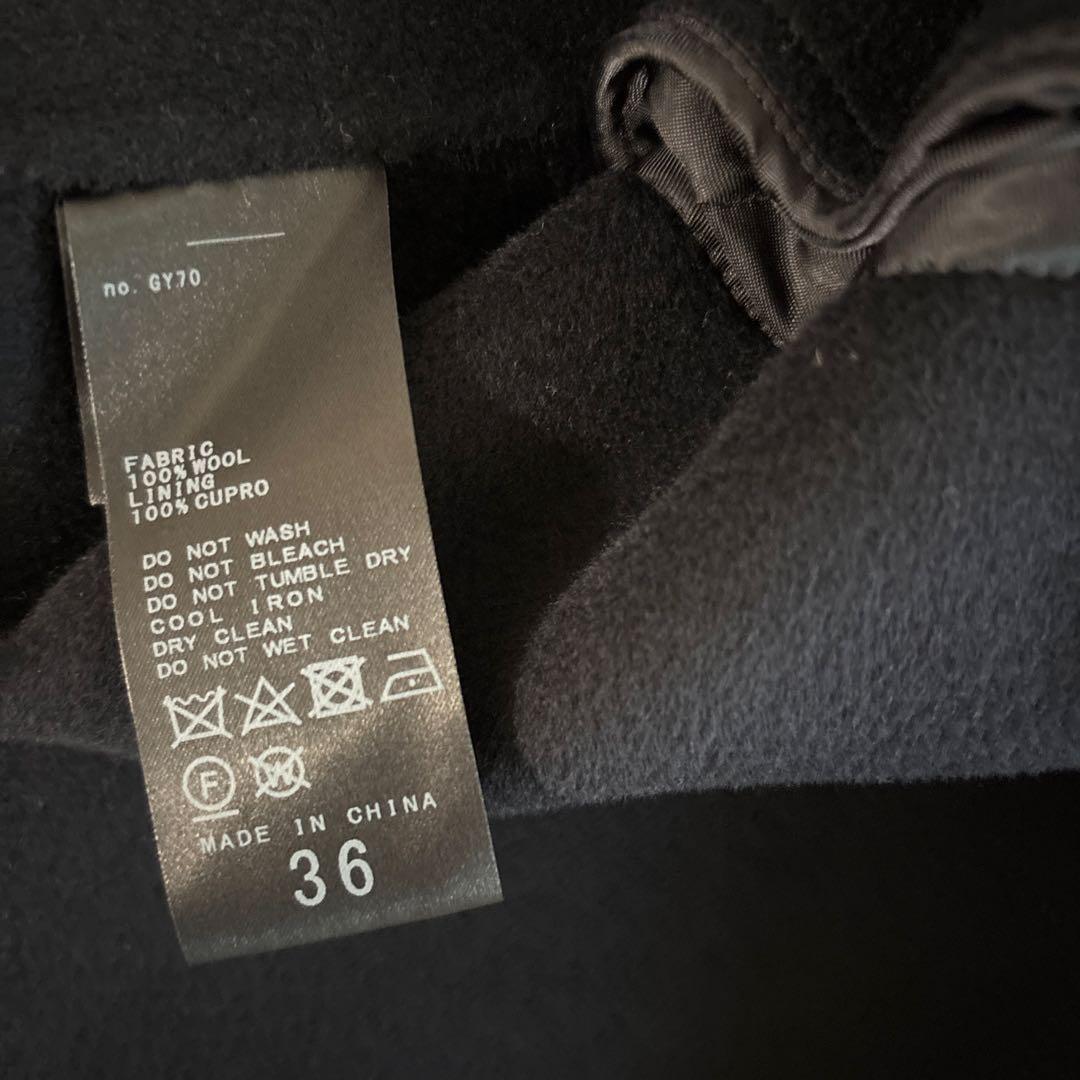 no. GY70
FABRIC
100% WOOL
LINING
100% CUPRO
DO NOT WASH
DO NOT BLEACH
DO NOT TUMBLE DRY
COOL IRON
DRY CLEAN
DO NOT WET CLEAN
F W
MADE IN CHINA
36